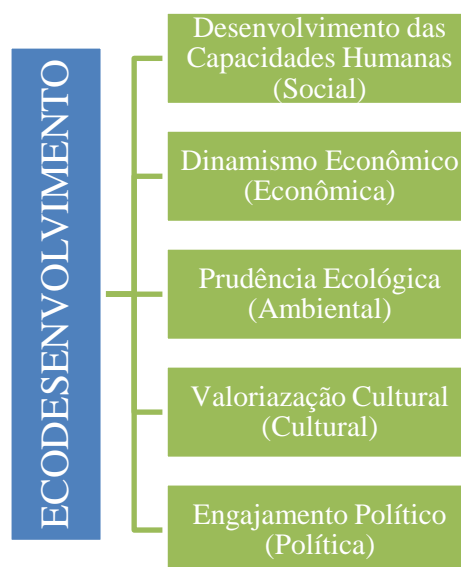 ECODESENVOLVIMENTO
Desenvolvimento das
Capacidades Humanas
(Social)
Dinamismo Econômico
(Econômica)
Prudência Ecológica
(Ambiental)
Valoriazação Cultural
(Cultural)
Engajamento Político
(Política)